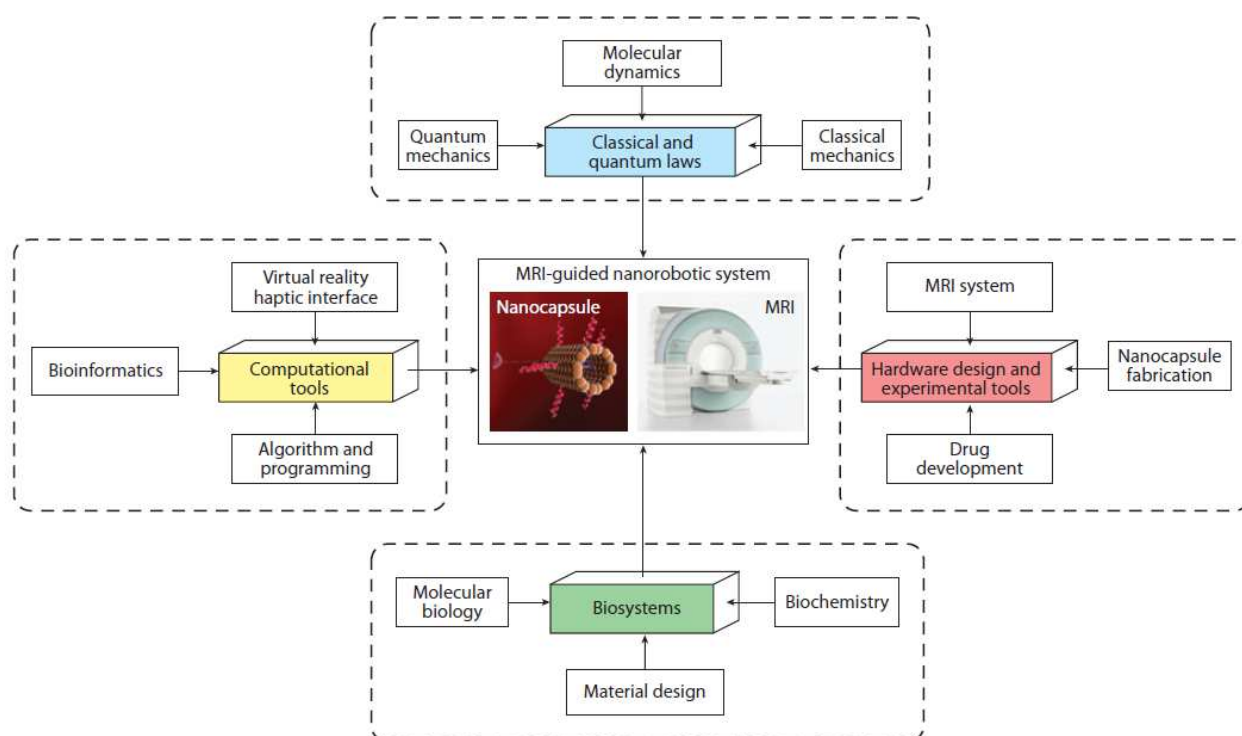 Molecular
dynamics
Quantum
mechanics
Classical and
quantum laws
Classical
mechanics
Virtual reality
haptic interface
Bioinformatics
Computational
tools
Algorithm and
programming
MRI-guided nanorobotic system
Nanocapsule
MRI
MRI system
Hardware design and
experimental tools
Nanocapsule
fabrication
Drug
development
Molecular
biology
Biosystems
Biochemistry
Material design